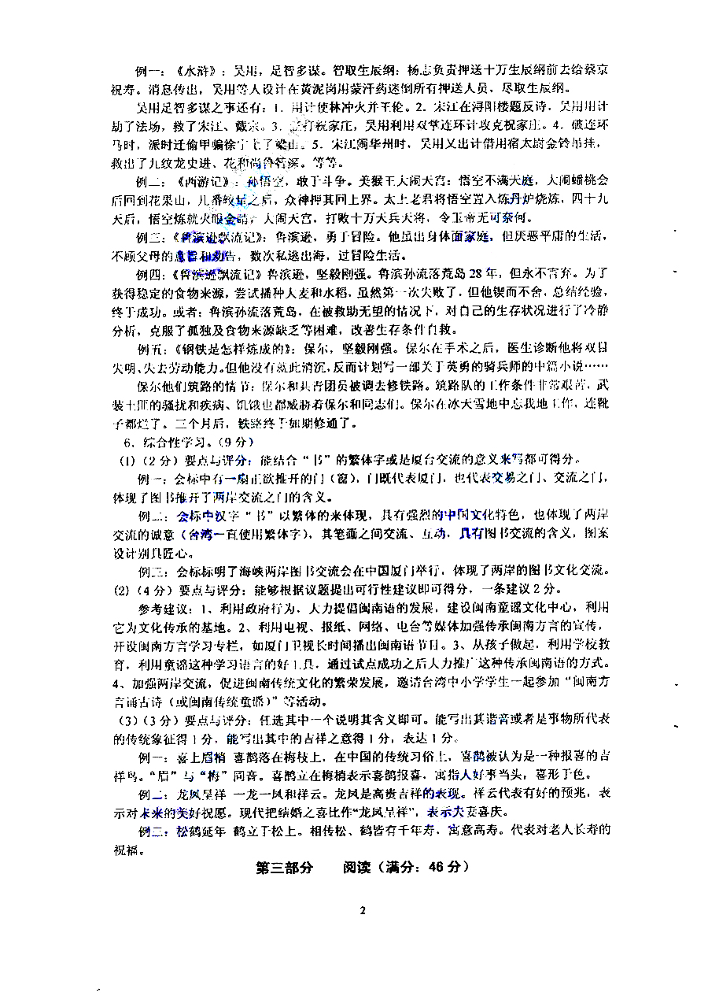 例一：《水浒》：吴用，足智多谋。智取生辰纲：杨志负责押送十万生辰纲前去给蔡京
祝寿。消息传出，吴用等人设计在黄泥岗用蒙汗药迷倒所有押送人员，尽取生辰纲。
吴用足智多谋之事还有：1．用计使林冲火并王伦。2．宋江在浔阳楼题反诗，吴用用计
劫了法场，救了宋江、戴宗。3．三打祝家庄，吴用利用双掌连环计攻克祝家庄。4．破连环
马时，派时迁偷甲骗徐宁上了梁山。5．宋江闹华州时，吴用又出计借用宿太尉金铃吊挂，
救出了九纹龙史进、花和尚鲁智深。等等。
例二：《西游记》：孙悟空，敢于斗争。美猴王大闹天宫：悟空不满天庭，大闹蟠桃会
后回到花果山，几番较量之后，众神押其回上界。太上老君将悟空置入炼丹炉烧炼，四十九
天后，悟空炼就火眼金睛，大闹天宫，打败十万天兵天将，令玉帝无可奈何。
例三：《鲁滨逊飘流记》：鲁滨逊，勇于冒险。他虽出身体面家庭，但厌恶平庸的生活，
不顾父母的意旨和劝告，数次私逃出海，过冒险生活。
例四：《鲁滨逊飘流记》鲁滨逊，坚毅刚强。鲁滨孙流落荒岛 28 年，但永不言弃。为了
获得稳定的食物来源，尝试播种大麦和水稻，虽然第一次失败了，但他锲而不舍，总结经验，
终于成功。或者：鲁滨孙流落荒岛，在被救助无望的情况下，对自己的生存状况进行了冷静
分析，克服了孤独及食物来源缺乏等困难，改善生存条件自救。
例五：《钢铁是怎样炼成的》：保尔，坚毅刚强。保尔在手术之后，医生诊断他将双目
失明、失去劳动能力。但他没有就此消沉，反而计划写一部关于英勇的骑兵师的中篇小说……
保尔他们筑路的情节：保尔和共青团员被调去修铁路。筑路队的工作条件非常艰苦，武
装土匪的骚扰和疾病、饥饿也都威胁着保尔和同志们。保尔在冰天雪地中忘我地工作，连靴
子都烂了。三个月后，铁路终于如期修通了。
6．综合性学习。（9 分）
(1)（2 分）要点与评分：能结合“书”的繁体字或是厦台交流的意义来写都可得分。
例一：会标中有一扇正欲推开的门（窗），门既代表厦门，也代表交易之门、交流之门，
体现了图书推开了两岸交流之门的含义。
例二：会标中汉字“书”以繁体的来体现，具有强烈的中国文化特色，也体现了两岸
交流的诚意（台湾一直使用繁体字），其笔画之间交流、互动，具有图书交流的含义，图案
设计别具匠心。
例三：会标标明了海峡两岸图书交流会在中国厦门举行，体现了两岸的图书文化交流。
(2)（4 分）要点与评分：能够根据议题提出可行性建议即可得分，一条建议 2 分。
参考建议：1、利用政府行为，大力提倡闽南语的发展，建设闽南童谣文化中心，利用
它为文化传承的基地。2、利用电视、报纸、网络、电台等媒体加强传承闽南方言的宣传，
开设闽南方言学习专栏，如厦门卫视长时间播出闽南语节目。3、从孩子做起，利用学校教
育，利用童谣这种学习语言的好工具，通过试点成功之后大力推广这种传承闽南语的方式。
4、加强两岸交流，促进闽南传统文化的繁荣发展，邀请台湾中小学学生一起参加“闽南方
言诵古诗（或闽南传统童谣）”等活动。
(3)（3 分）要点与评分：任选其中一个说明其含义即可。能写出其谐音或者是事物所代表
的传统象征得 1 分，能写出其中的吉祥之意得 1 分，表达 1 分。
例一：喜上眉梢 喜鹊落在梅枝上，在中国的传统习俗上，喜鹊被认为是一种报喜的吉
祥鸟。“眉”与“梅”同音。喜鹊立在梅梢表示喜鹊报喜，寓指人好事当头，喜形于色。
例二：龙凤呈祥 一龙一凤和祥云。龙凤是高贵吉祥的表现。祥云代表有好的预兆，表
示对未来的美好祝愿。现代把结婚之喜比作“龙凤呈祥”，表示夫妻喜庆。
例三：松鹤延年 鹤立于松上。相传松、鹤皆有千年寿，寓意高寿。代表对老人长寿的
祝福。
第三部分 阅读（满分：46 分）
2